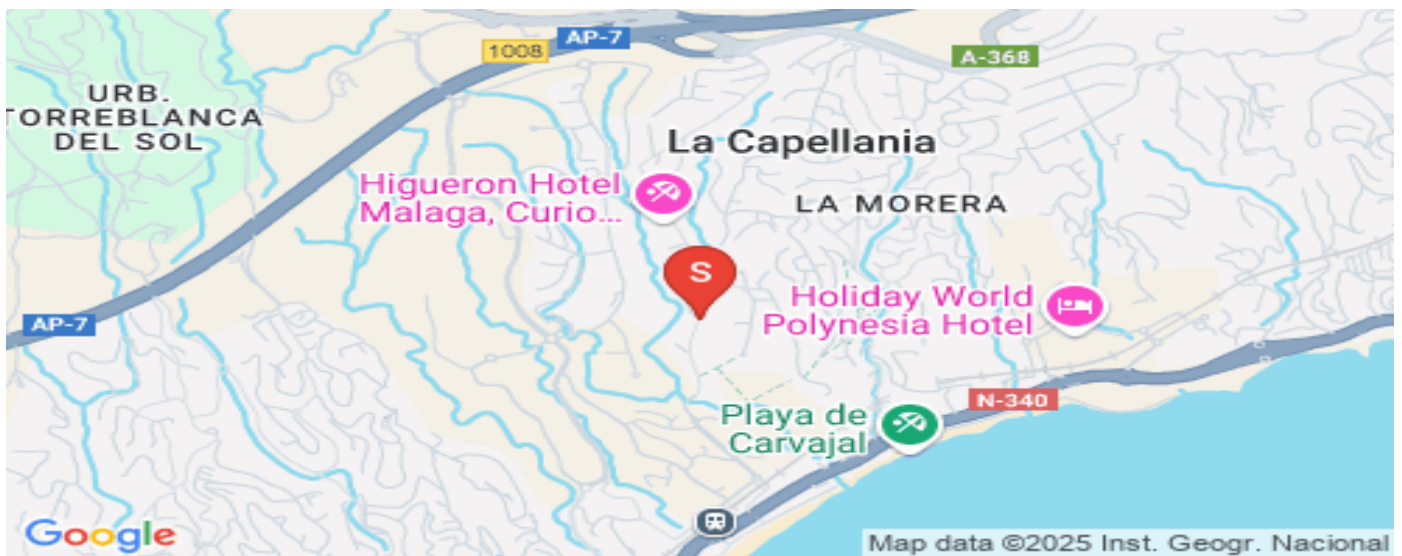 AP-7
1008
A-368
URB.
TORREBLANCA
DEL SOL
La Capellania
Higueron Hotel
Malaga, Curio...
LA MORERA
S
Holiday World
Polynesia Hotel
AP-7
N-340
Playa de
Carvajal
Google
Map data ©2025 Inst. Geogr. Nacional